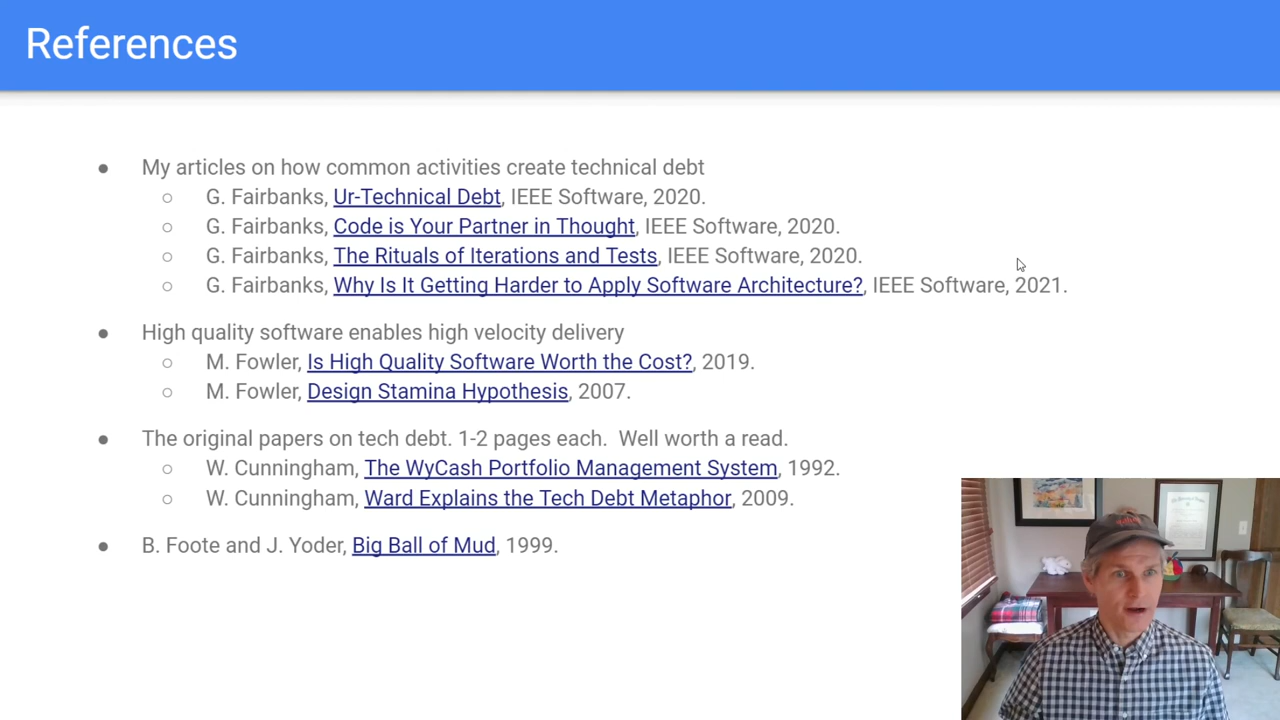 References
● My articles on how common activities create technical debt
○ G. Fairbanks, Ur-Technical Debt, IEEE Software, 2020.
○ G. Fairbanks, Code is Your Partner in Thought, IEEE Software, 2020.
○ G. Fairbanks, The Rituals of Iterations and Tests, IEEE Software, 2020.
○ G. Fairbanks, Why Is It Getting Harder to Apply Software Architecture?, IEEE Software, 2021.
● High quality software enables high velocity delivery
○ M. Fowler, Is High Quality Software Worth the Cost?, 2019.
○ M. Fowler, Design Stamina Hypothesis, 2007.
● The original papers on tech debt. 1-2 pages each.  Well worth a read.
○ W. Cunningham, The WyCash Portfolio Management System, 1992.
○ W. Cunningham, Ward Explains the Tech Debt Metaphor, 2009.
● B. Foote and J. Yoder, Big Ball of Mud, 1999.